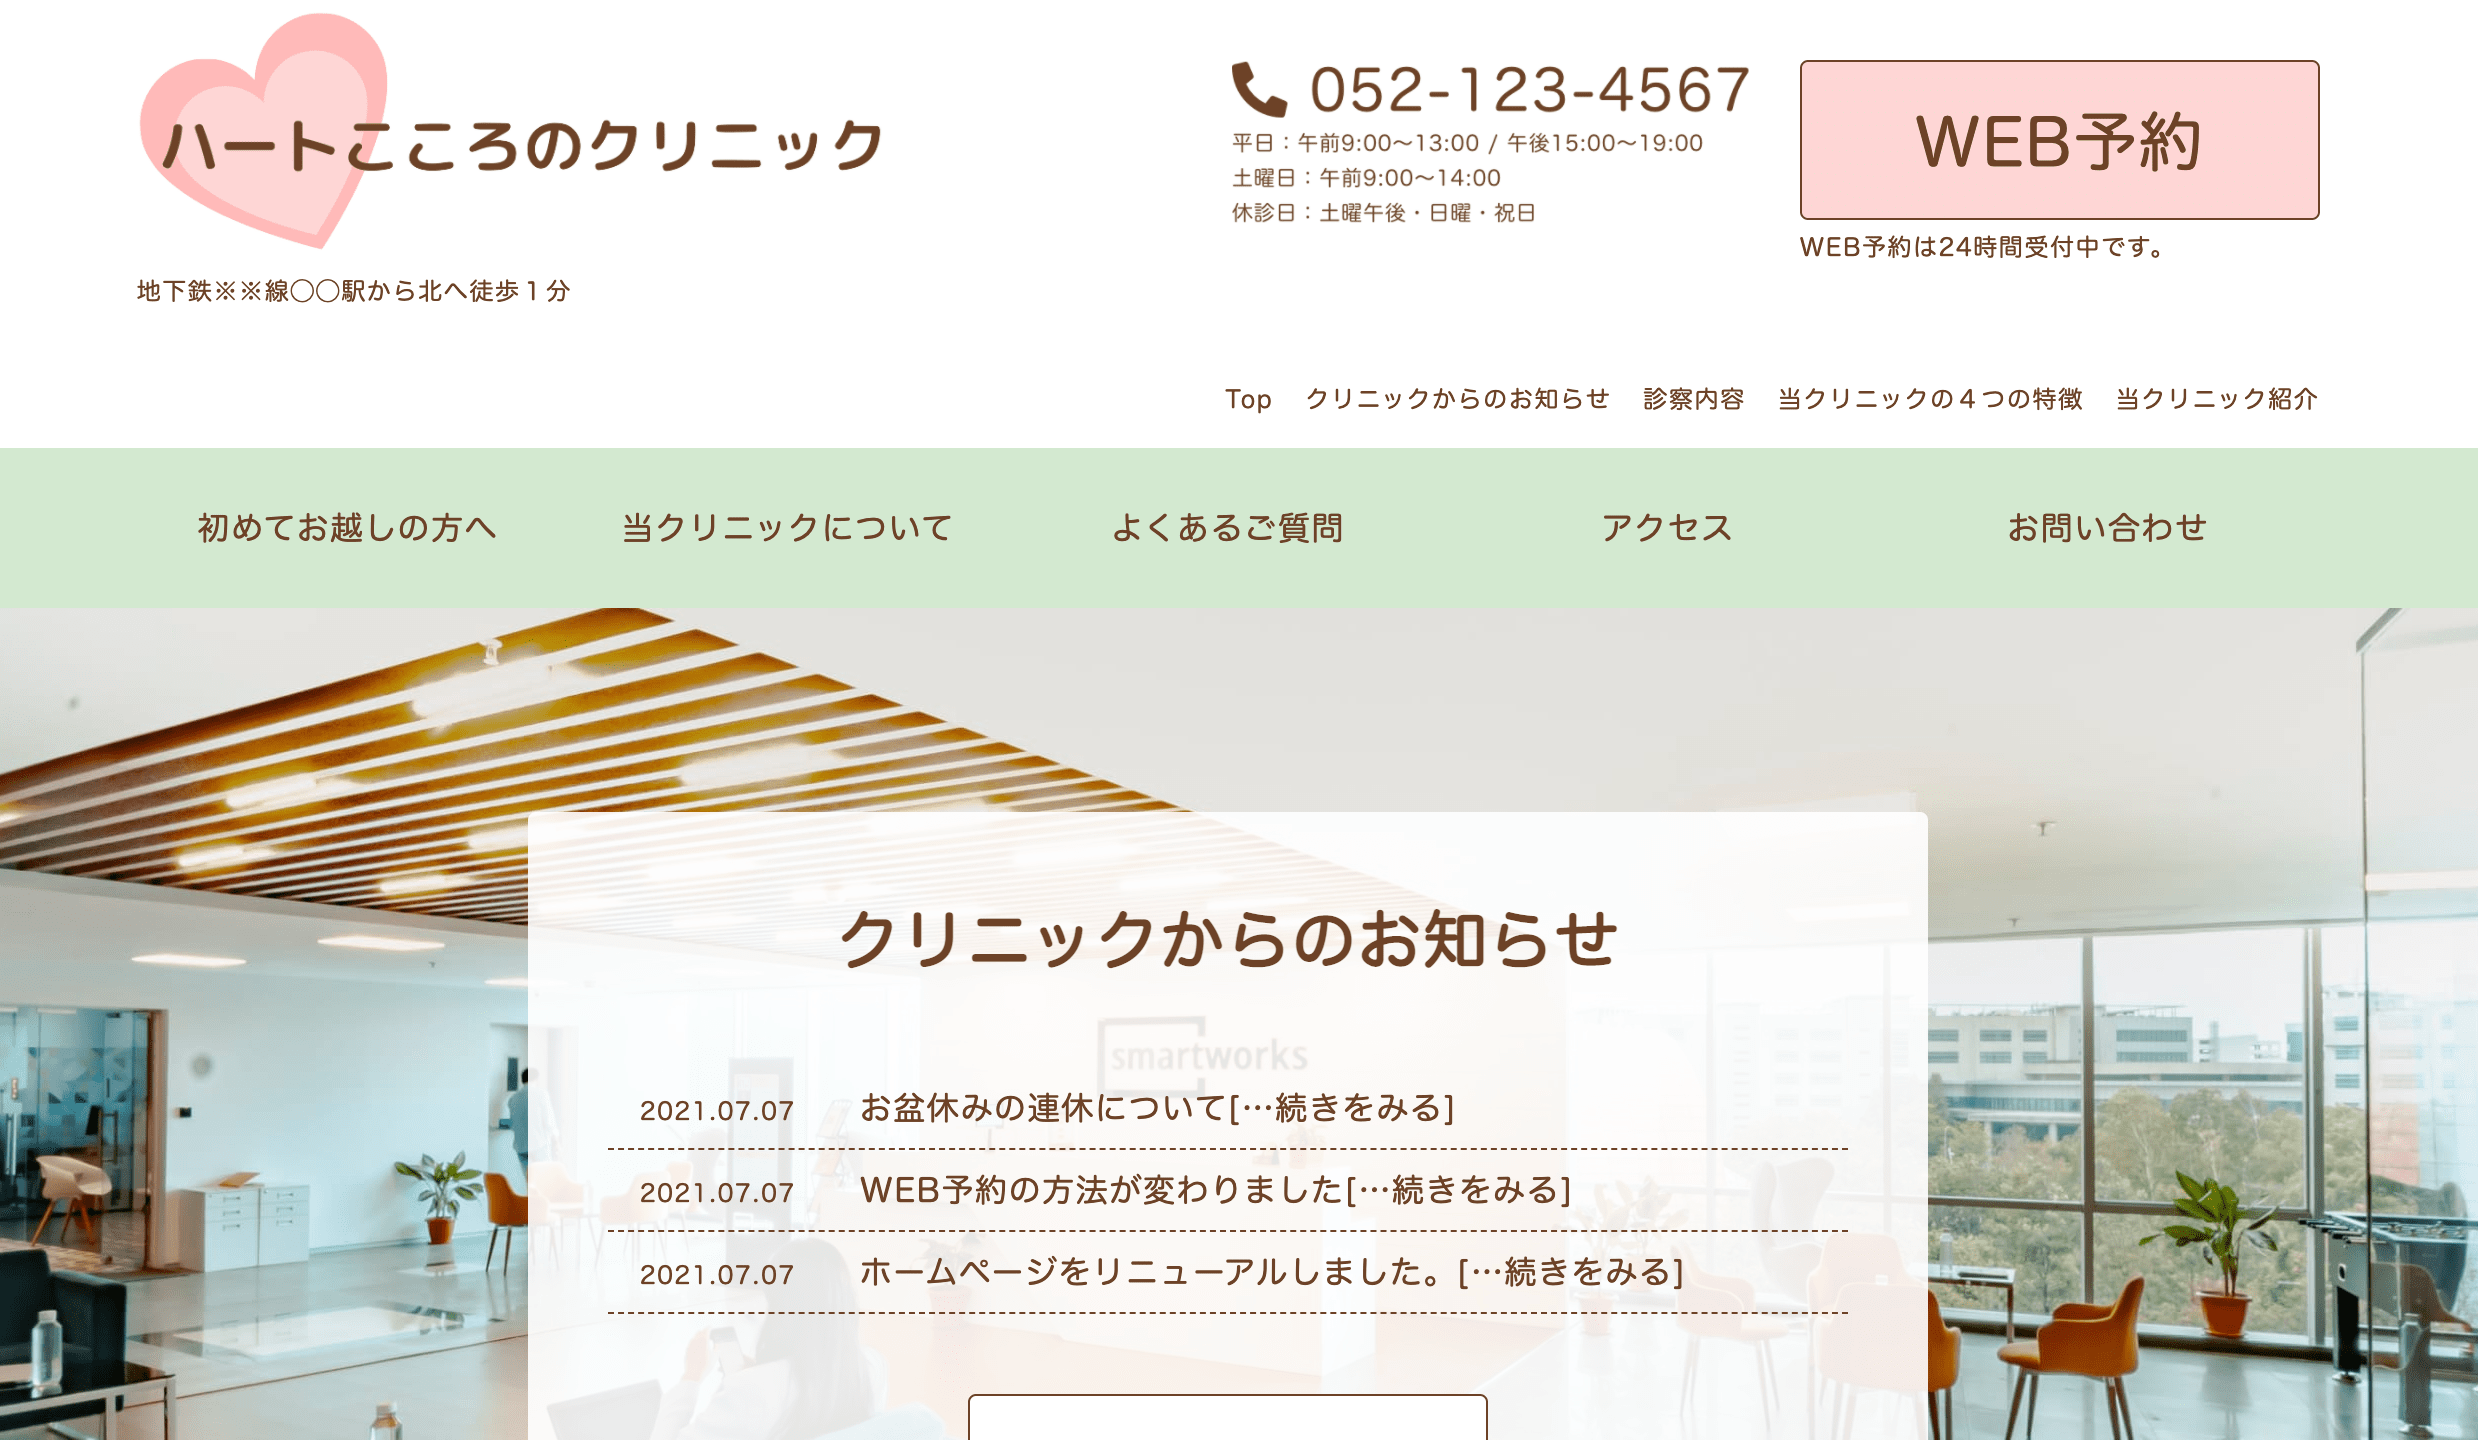 ハートこころのクリニック
地下鉄※※線〇〇駅から北へ徒歩１分
052-123-4567
平日：午前9:00〜13:00 / 午後15:00〜19:00
土曜日：午前9:00〜14:00
休診日：土曜午後・日曜・祝日
WEB予約
WEB予約は24時間受付中です。
Top クリニックからのお知らせ 診察内容 当クリニックの４つの特徴 当クリニック紹介
初めてお越しの方へ 当クリニックについて よくあるご質問 アクセス お問い合わせ
クリニックからのお知らせ
smartworks
2021.07.07 お盆休みの連休について[…続きをみる]
2021.07.07 WEB予約の方法が変わりました[…続きをみる]
2021.07.07 ホームページをリニューアルしました。[…続きをみる]